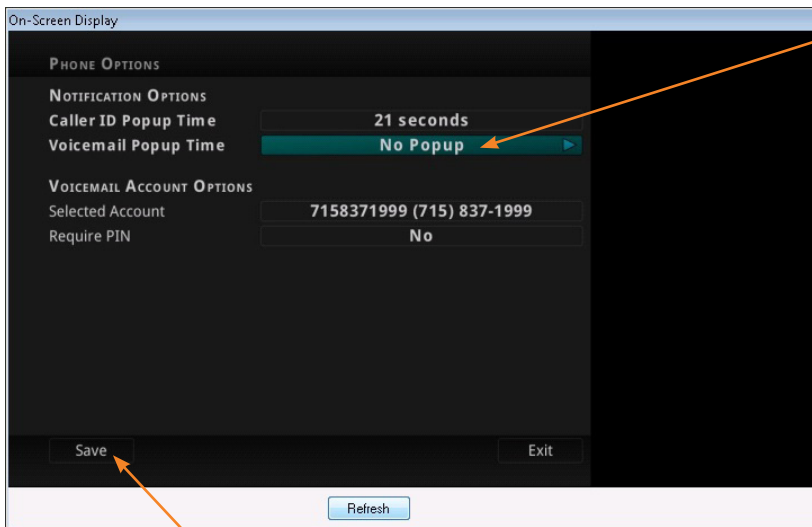 On-Screen Display
PHONE OPTIONS
NOTIFICATION OPTIONS
Caller ID Popup Time 21 seconds
Voicemail Popup Time No Popup
VOICEMAIL ACCOUNT OPTIONS
Selected Account 7158371999 (715) 837-1999
Require PIN No
Save Exit
Refresh